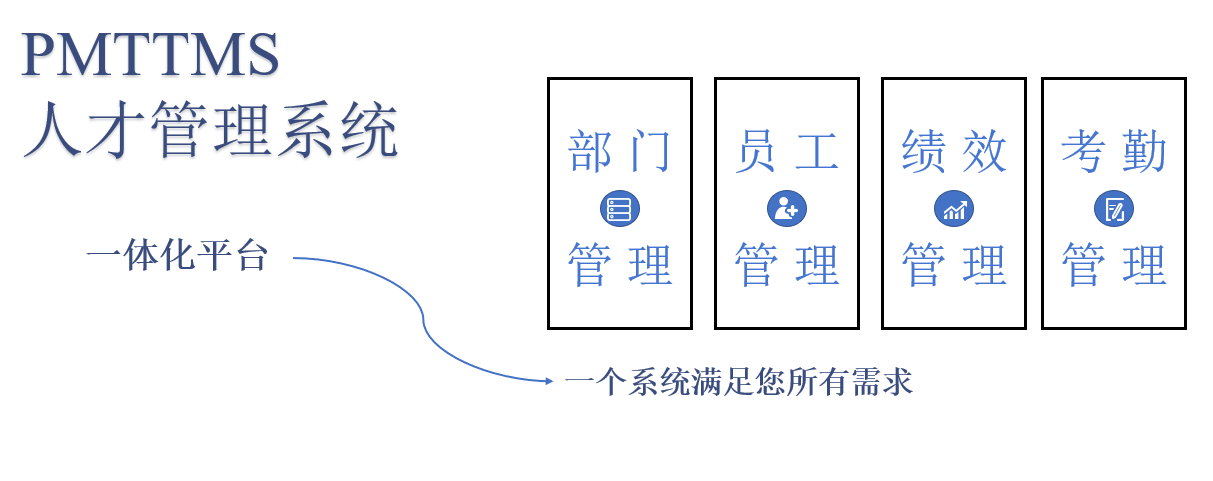 PMTTMS
人才管理系统
一体化平台
部门
管理
员工
管理
绩效
管理
考勤
管理
一个系统满足您所有需求